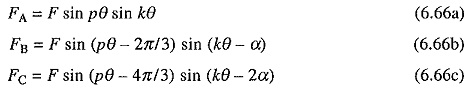 F_A = F sin pθ sin kθ (6.66a)
F_B = F sin (pθ − 2π/3) sin (kθ − α) (6.66b)
F_C = F sin (pθ − 4π/3) sin (kθ − 2α) (6.66c)